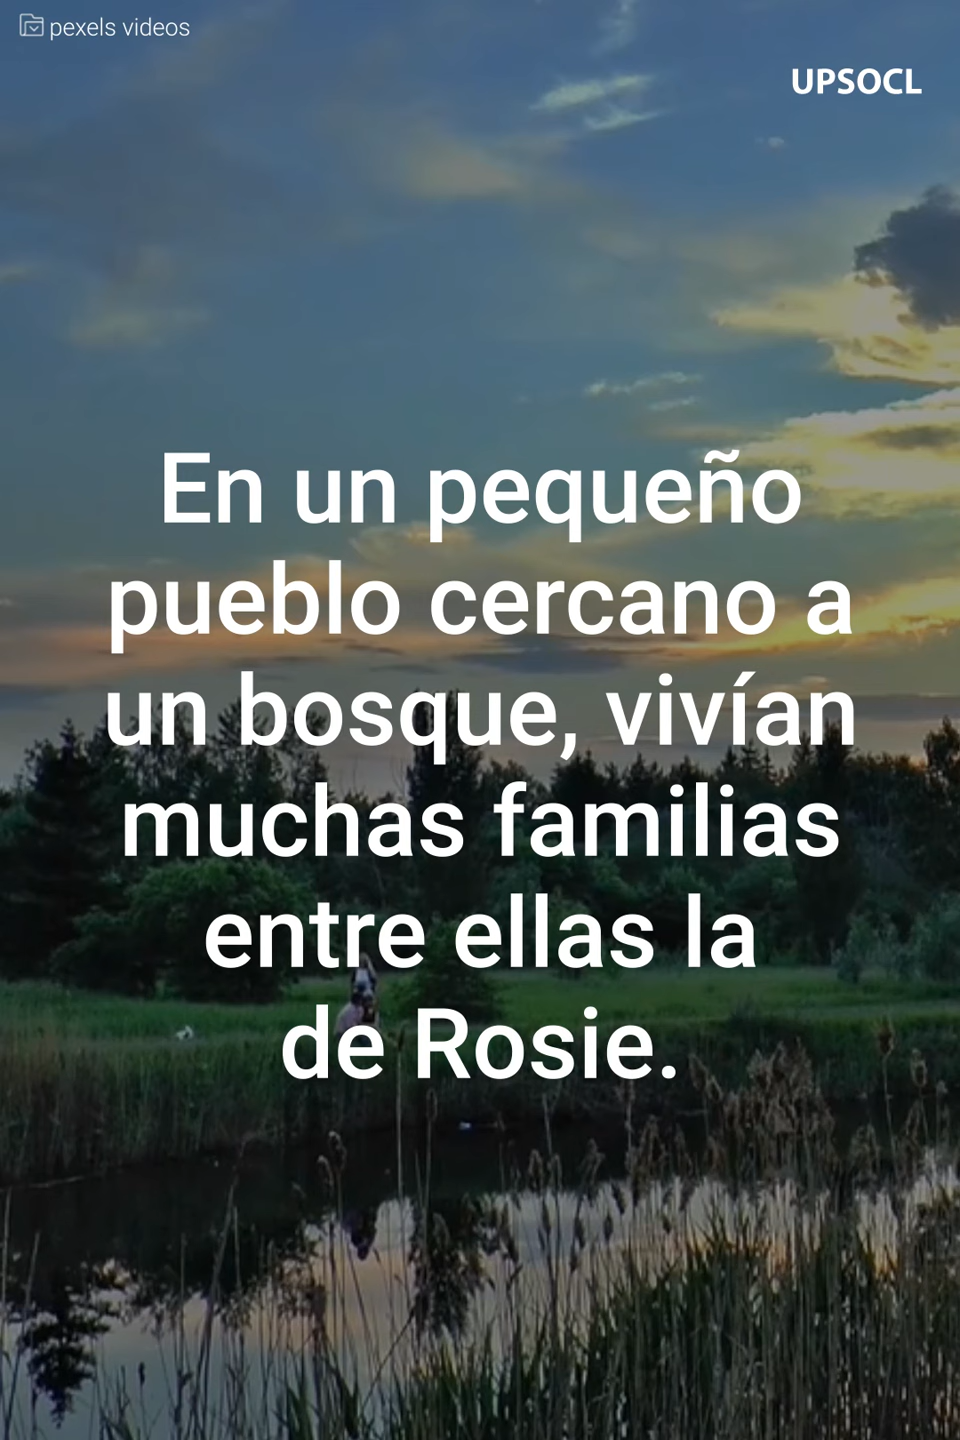 pexels videos
UPSOCL
En un pequeño
pueblo cercano a
un bosque, vivían
muchas familias
entre ellas la
de Rosie.